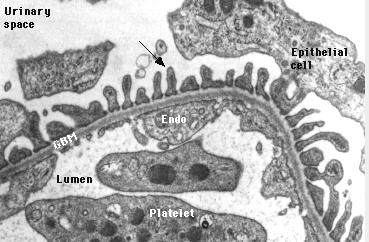 Urinary
space
Epithelial
cell
Endo
GBM
Lumen
Platelet